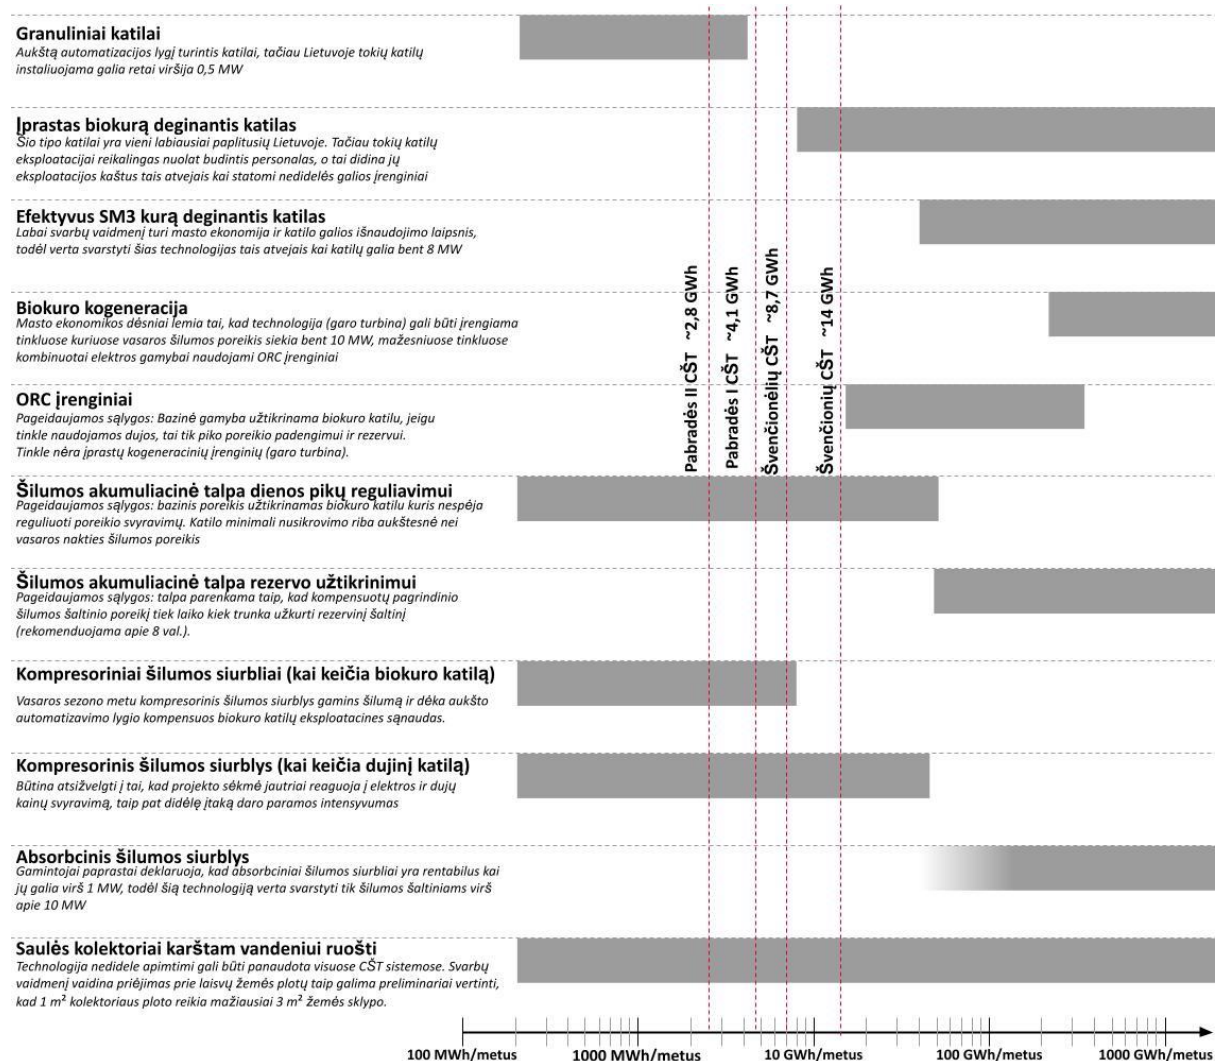 Granuliniai katilai
Aukštą automatizacijos lygį turintis katilai, tačiau Lietuvoje tokių katilų
instaliuojama galia retai viršija 0,5 MW
Įprastas biokurą deginantis katilas
Šio tipo katilai yra vieni labiausiai paplitusių Lietuvoje. Tačiau tokių katilų
eksploatacijai reikalingas nuolat budintis personalas, o tai didina jų
eksploatacijos kaštus tais atvejais kai statomi nedidelės galios įrenginiai
Efektyvus SM3 kurą deginantis katilas
Labai svarbų vaidmenį turi masto ekonomija ir katilo galios išnaudojimo laipsnis,
todėl verta svarstyti šias technologijas tais atvejais kai katilų galia bent 8 MW
Biokuro kogeneracija
Masto ekonomikos dėsniai lemia tai, kad technologija (garo turbina) gali būti įrengiama
tinkluose kuriuose vasaros šilumos poreikis siekia bent 10 MW, mažesniuose tinkluose
kombinuotai elektros gamybai naudojami ORC įrenginiai
Pabradės II CŠT ~2,8 GWh
Pabradės I CŠT ~4,1 GWh
Švenčionėlių CŠT ~8,7 GWh
Švenčionių CŠT ~14 GWh
ORC įrenginiai
Pageidaujamos sąlygos: Bazinė gamyba užtikrinama biokuro katilu, jeigu
tinkle naudojamos dujos, tai tik piko poreikio padengimui ir rezervui.
Tinkle nėra įprastų kogeneracinių įrenginių (garo turbina).
Šilumos akumuliacinė talpa dienos pikų reguliavimui
Pageidaujamos sąlygos: bazinis poreikis užtikrinamas biokuro katilu kuris nespėja
reguliuoti poreikio svyravimų. Katilo minimali nusikrovimo riba aukštesnė nei
vasaros nakties šilumos poreikis
Šilumos akumuliacinė talpa rezervo užtikrinimui
Pageidaujamos sąlygos: talpa parenkama taip, kad kompensuotų pagrindinio
šilumos šaltinio poreikį tiek laiko kiek trunka užkurti rezervinį šaltinį
(rekomenduojama apie 8 val.).
Kompresoriniai šilumos siurbliai (kai keičia biokuro katilą)
Vasaros sezono metu kompresorinis šilumos siurblys gamins šilumą ir dėka aukšto
automatizavimo lygio kompensuos biokuro katilų eksploatacines sąnaudas.
Kompresorinis šilumos siurblys (kai keičia dujinį katilą)
Būtina atsižvelgti į tai, kad projekto sėkmė jautriai reaguoja į elektros ir dujų
kainų svyravimą, taip pat didėlę įtaką daro paramos intensyvumas
Absorbcinis šilumos siurblys
Gamintojai paprastai deklaruoja, kad absorbciniai šilumos siurbliai yra rentabilus kai
jų galia virš 1 MW, todėl šią technologiją verta svarstyti tik šilumos šaltiniams virš
apie 10 MW
Saulės kolektoriai karštam vandeniui ruošti
Technologija nedidele apimtimi gali būti panaudota visuose CŠT sistemose. Svarbų
vaidmenį vaidina priėjimas prie laisvų žemės plotų taip galima preliminariai vertinti,
kad 1 m² kolektoriaus ploto reikia mažiausiai 3 m² žemės sklypo.
100 MWh/metus 1000 MWh/metus 10 GWh/metus 100 GWh/metus 1000 GWh/metus